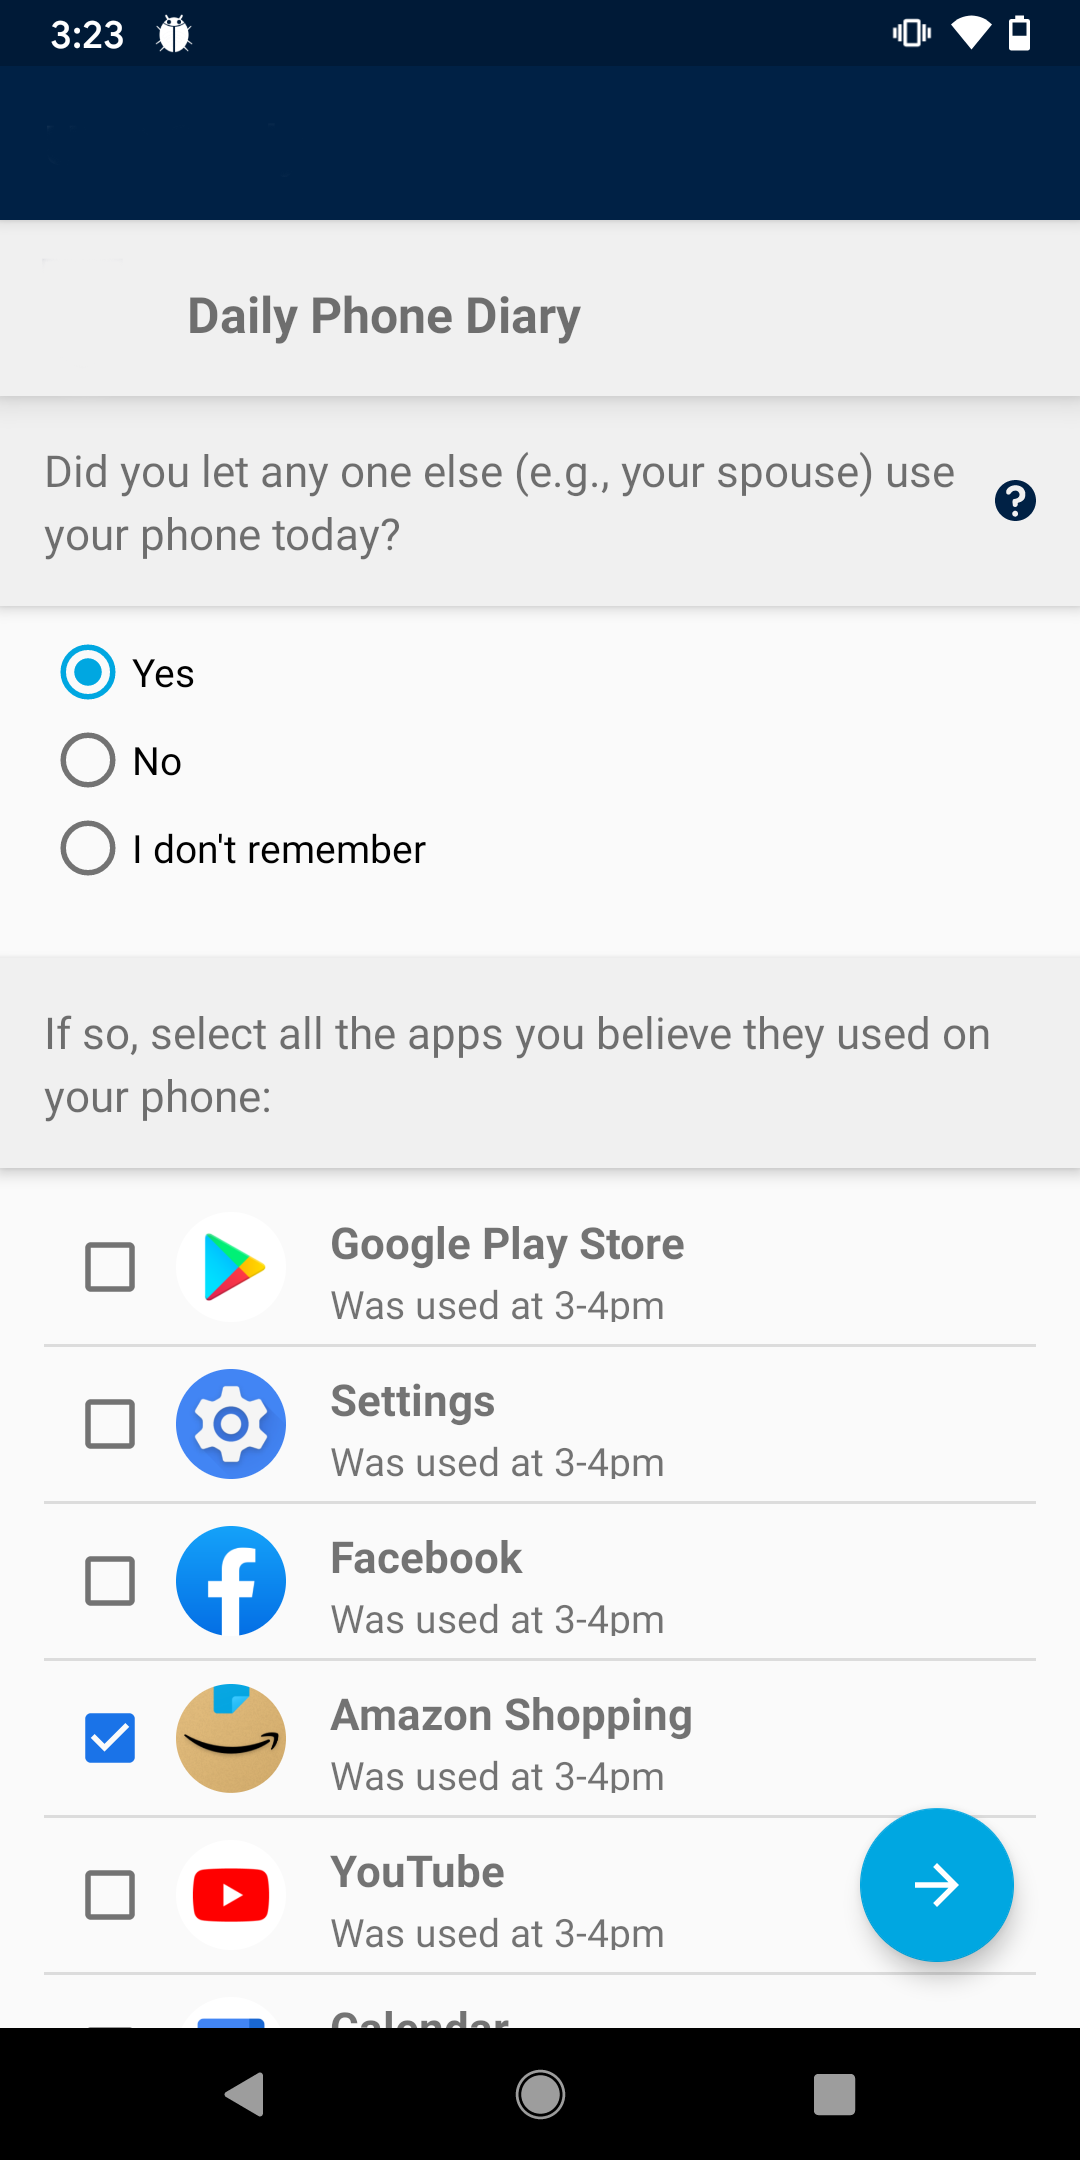 3:23
Daily Phone Diary
Did you let any one else (e.g., your spouse) use
your phone today?
Yes
No
I don't remember
If so, select all the apps you believe they used on
your phone:
Google Play Store
Was used at 3-4pm
Settings
Was used at 3-4pm
Facebook
Was used at 3-4pm
Amazon Shopping
Was used at 3-4pm
YouTube
Was used at 3-4pm
Calendar